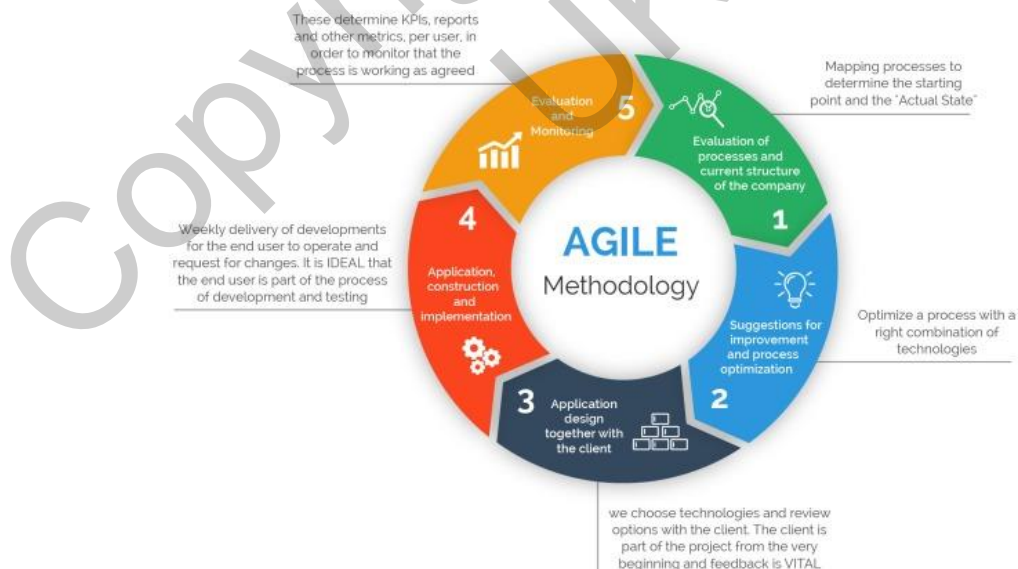 These determine KPIs, reports
and other metrics, per user, in
order to monitor that the
process is working as agreed
Mapping processes to
determine the starting
point and the "Actual State"
Evaluation
and
Monitoring
5
Evaluation of
processes and
current structure
of the company
1
Weekly delivery of developments
for the end user to operate and
request for changes. It is IDEAL that
the end user is part of the process
of development and testing
4
Application,
construction
and
implementation
AGILE
Methodology
Suggestions for
improvement
and process
optimization
2
Optimize a process with a
right combination of
technologies
3
Application
design
together with
the client
we choose technologies and review
options with the client. The client is
part of the project from the very
beginning and feedback is VITAL